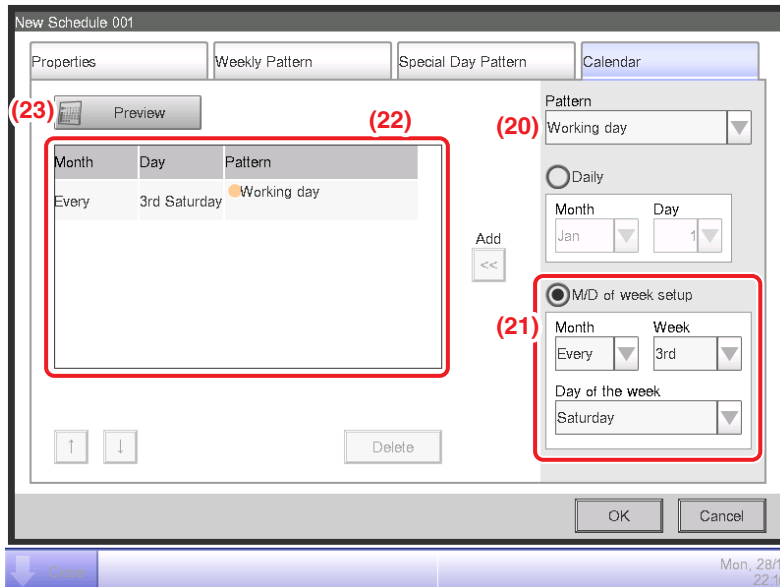 New Schedule 001
Properties
Weekly Pattern
Special Day Pattern
Calendar
(23)
Preview
(22)
Month Day Pattern
Every 3rd Saturday Working day
Add
<<
↑ ↓
Delete
(20)
Pattern
Working day
Daily
Month Day
Jan 1
(21)
M/D of week setup
Month Week
Every 3rd
Day of the week
Saturday
OK Cancel
Close
Mon, 28/1
22:1